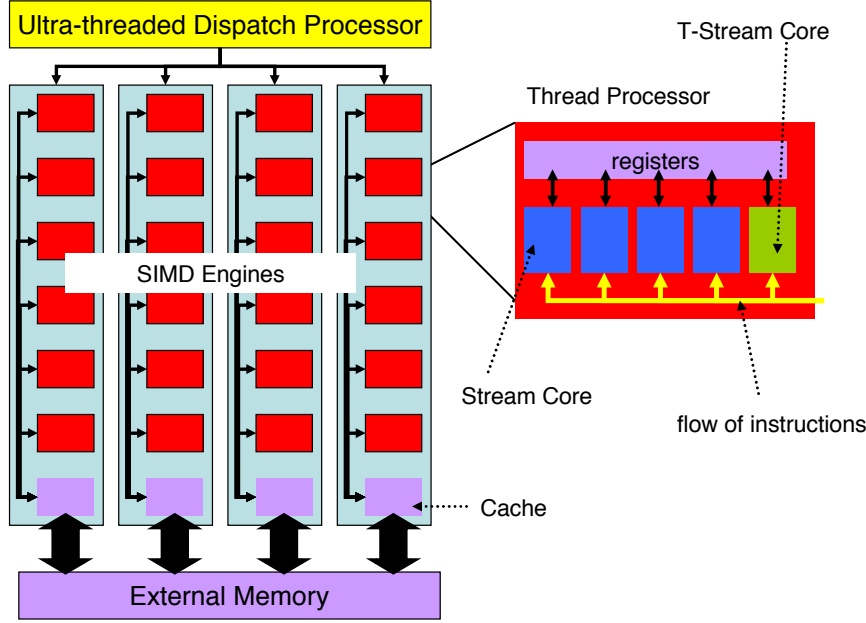 Ultra-threaded Dispatch Processor
T-Stream Core
Thread Processor
registers
SIMD Engines
Stream Core
flow of instructions
Cache
External Memory